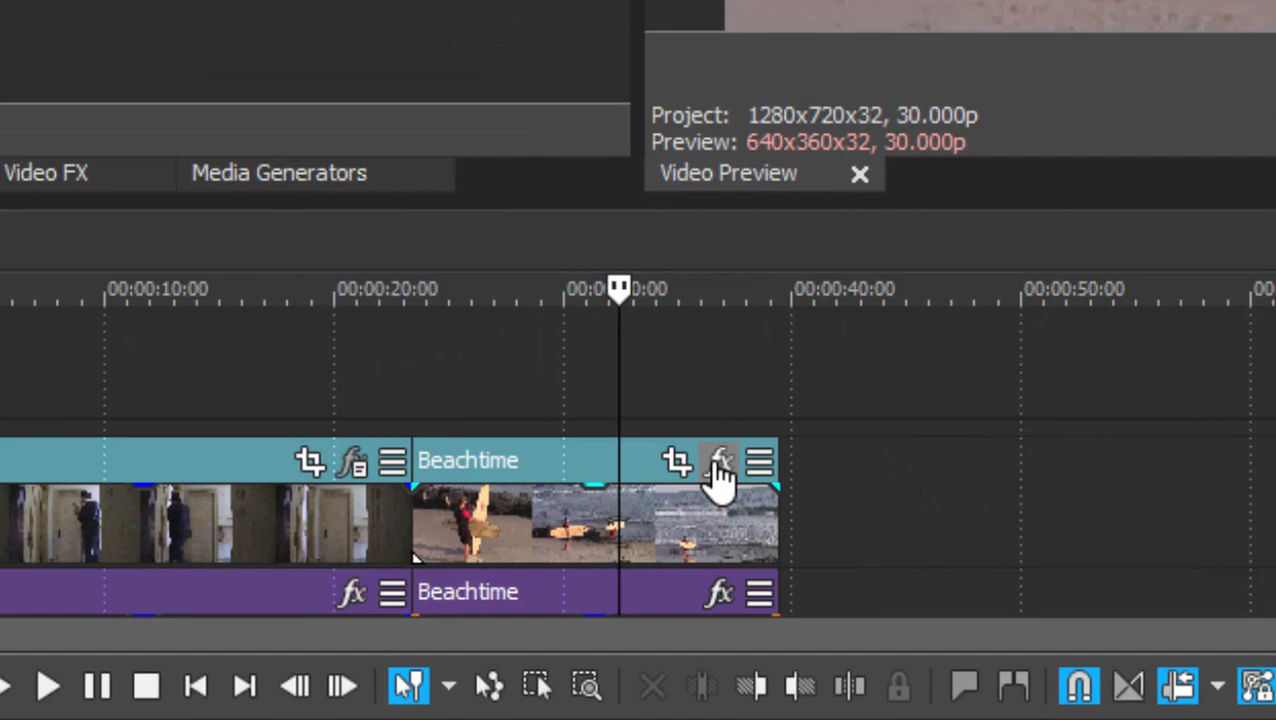 Project: 1280x720x32, 30.000p
Preview: 640x360x32, 30.000p
Video FX
Media Generators
Video Preview
00:00:10:00
00:00:20:00
00:00:40:00
00:00:50:00
Beachtime
Beachtime